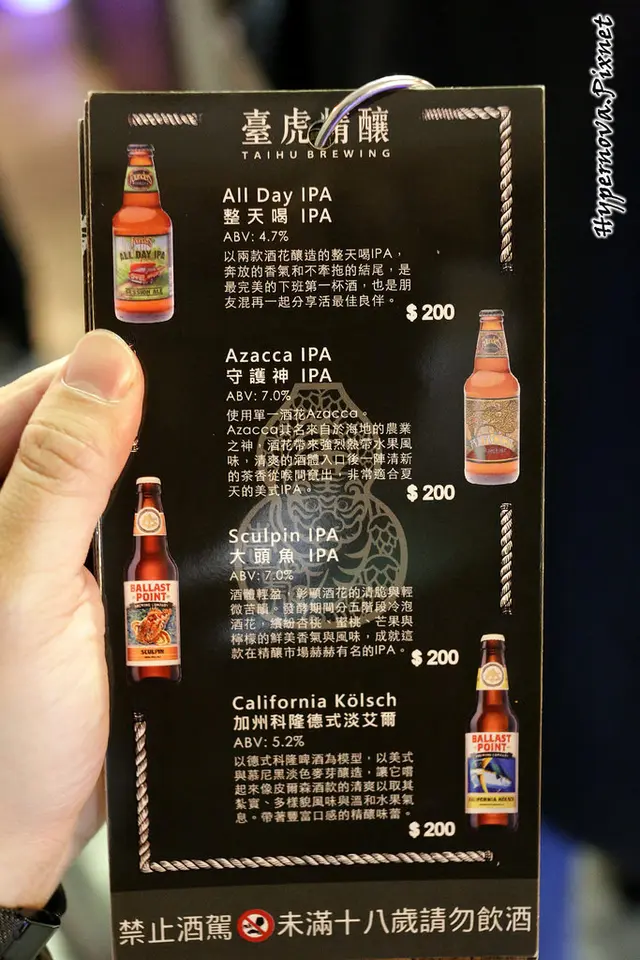 Hypernova.Pixnet
臺虎精釀
TAIHU BREWING
All Day IPA
整天喝 IPA
ABV: 4.7%
以兩款酒花釀造的整天喝IPA，
奔放的香氣和不牽拖的結尾，是
最完美的下班第一杯酒，也是朋
友混再一起分享活最佳良伴。
$ 200
ALL DAY IPA
SESSION ALE
Azacca IPA
守護神 IPA
ABV: 7.0%
使用單一酒花Azacca。
Azacca其名來自於海地的農業
之神，酒花帶來強烈熱帶水果風
味，清爽的酒體入口後一陣清新
的茶香從喉間竄出，非常適合夏
天的美式IPA。
$ 200
Sculpin IPA
大頭魚 IPA
ABV: 7.0%
酒體輕盈，彰顯酒花的清脆與輕
微苦韻。發酵期間分五階段冷泡
酒花，繽紛杏桃、蜜桃、芒果與
檸檬的鮮美香氣與風味，成就這
款在精釀市場赫赫有名的IPA。
$ 200
BALLAST
POINT
SCULPIN
California Kölsch
加州科隆德式淡艾爾
ABV: 5.2%
以德式科隆啤酒為模型，以美式
與慕尼黑淡色麥芽釀造，讓它嚐
起來像皮爾森酒款的清爽以取其
紮實、多樣貌風味與溫和水果氣
息。帶著豐富口感的精釀味蕾。
$ 200
BALLAST
POINT
CALIFORNIA KÖLSCH
禁止酒駕 未滿十八歲請勿飲酒